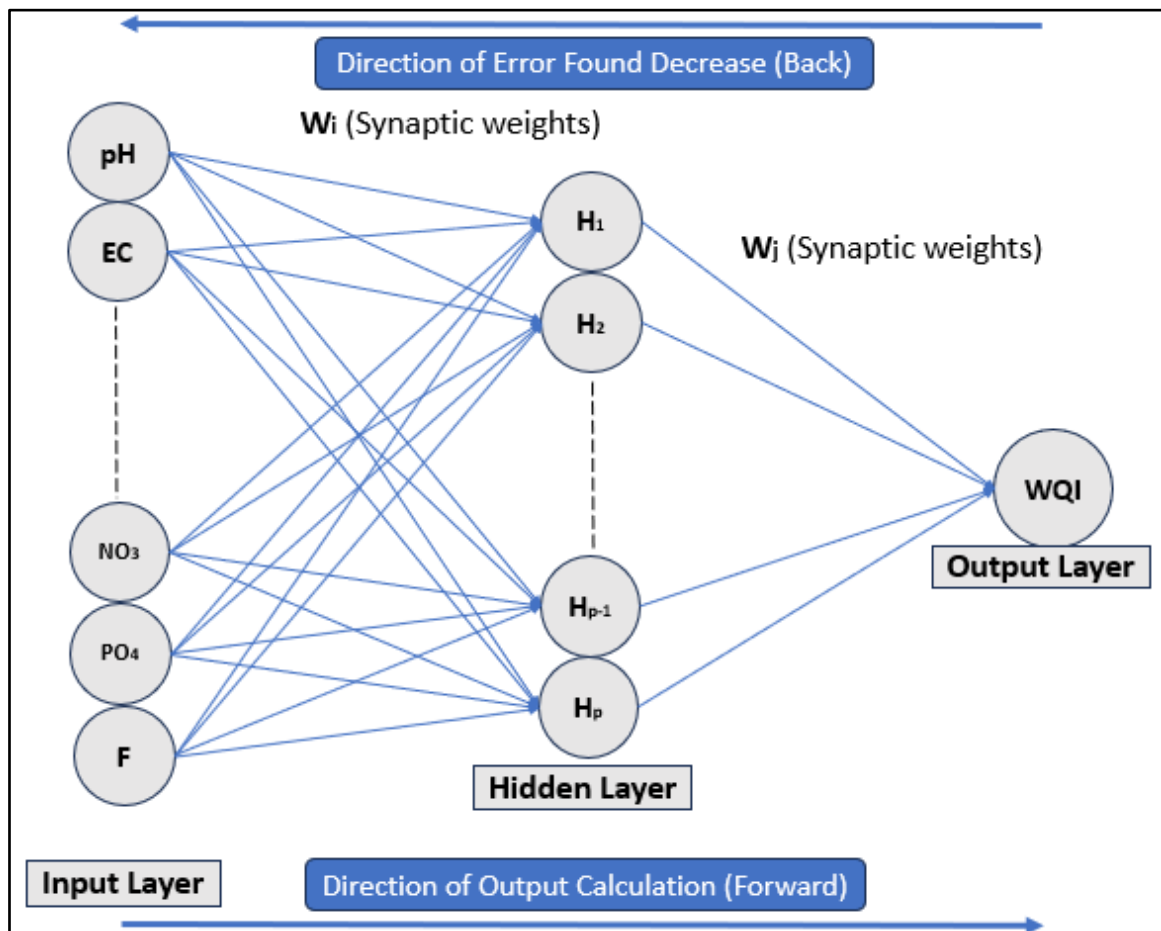 Direction of Error Found Decrease (Back)
Wi (Synaptic weights)
pH
H1
EC
Wj (Synaptic weights)
H2
WQI
NO3
Output Layer
Hp-1
PO4
Hp
F
Hidden Layer
Input Layer
Direction of Output Calculation (Forward)